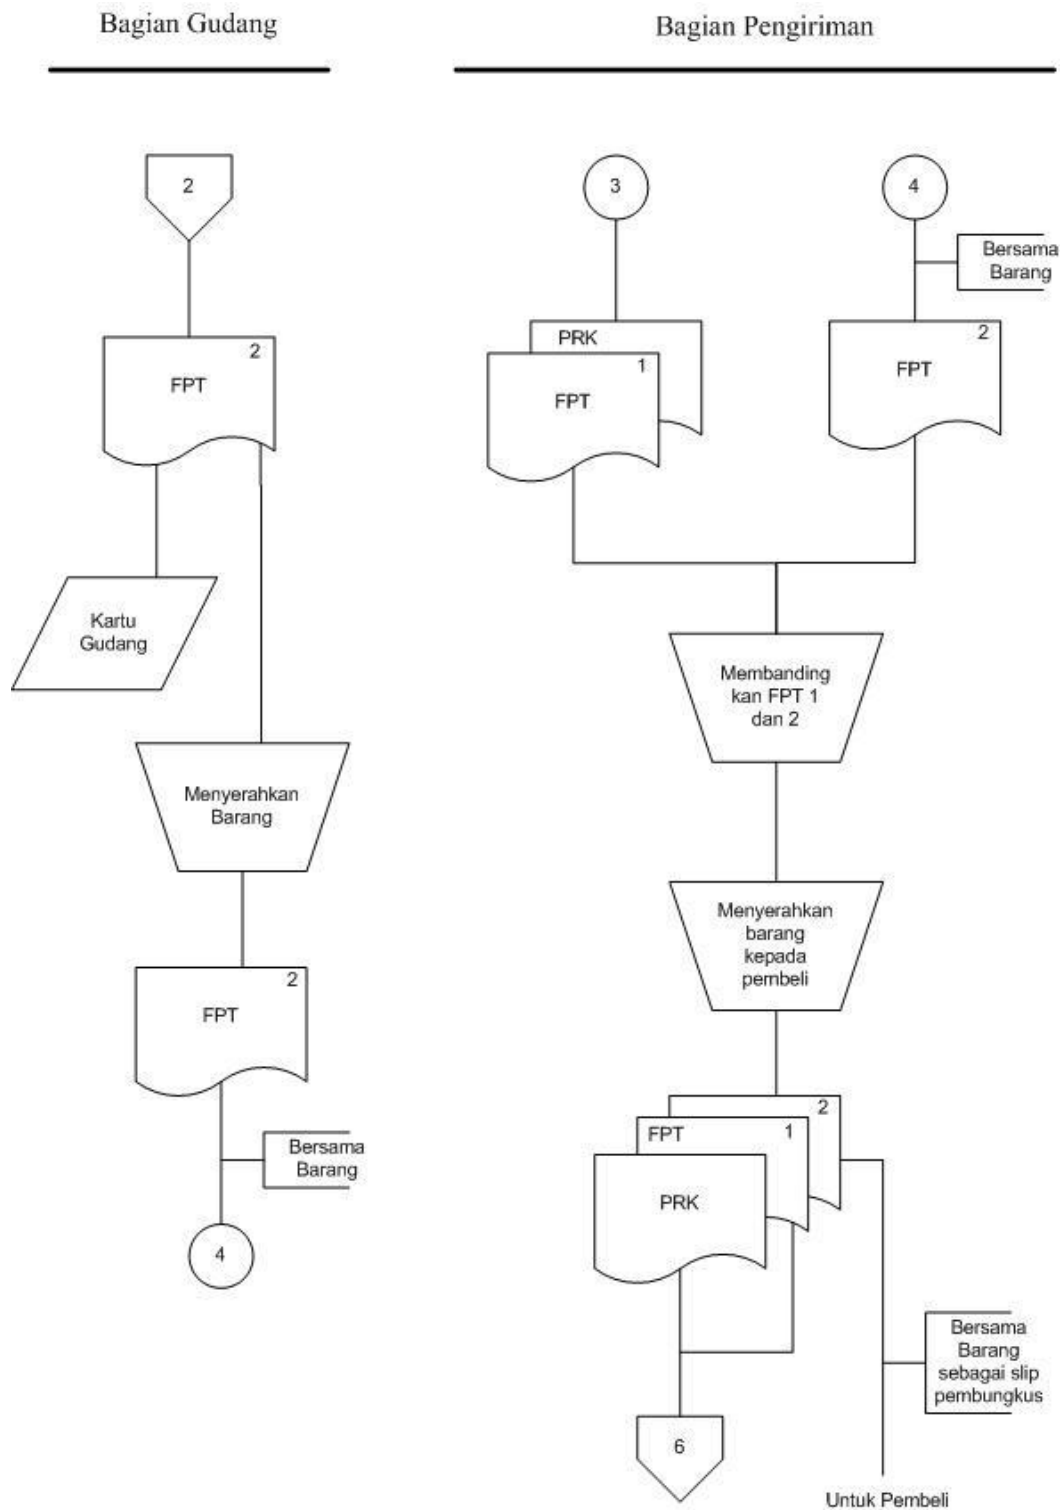 Bagian Gudang
Bagian Pengiriman
2
2
FPT
Kartu
Gudang
Menyerahkan
Barang
2
FPT
Bersama
Barang
4
3
4
Bersama
Barang
PRK
1
FPT
2
FPT
Membanding
kan FPT 1
dan 2
Menyerahkan
barang
kepada
pembeli
2
FPT 1
PRK
Bersama
Barang
sebagai slip
pembungkus
6
Untuk Pembeli